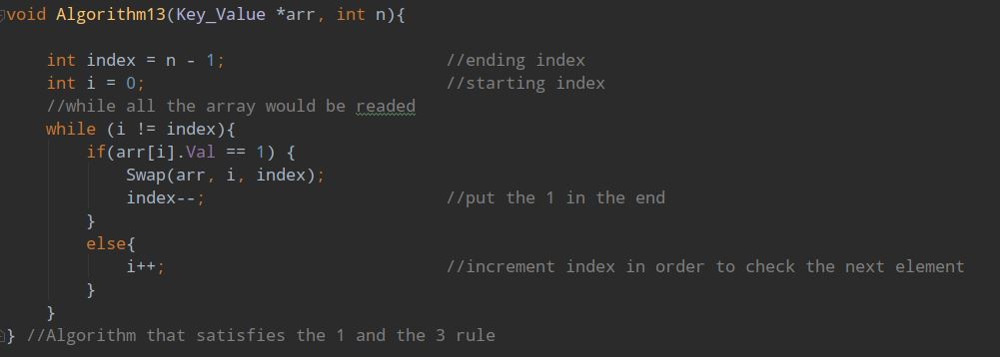 void Algorithm13(Key_Value *arr, int n){
int index = n - 1; //ending index
int i = 0; //starting index
//while all the array would be readed
while (i != index){
if(arr[i].Val == 1) {
Swap(arr, i, index);
index--; //put the 1 in the end
}
else{
i++; //increment index in order to check the next element
}
}
} //Algorithm that satisfies the 1 and the 3 rule